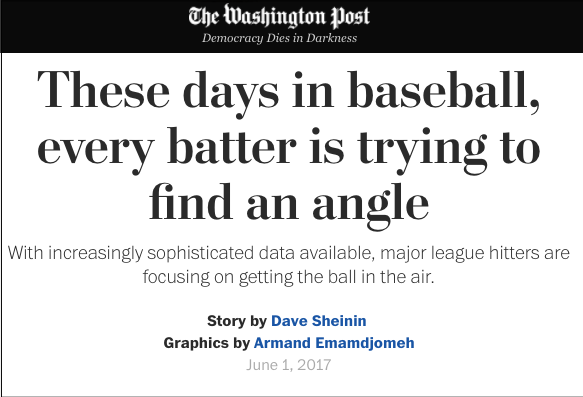 The Washington Post
Democracy Dies in Darkness
These days in baseball,
every batter is trying to
find an angle
With increasingly sophisticated data available, major league hitters are
focusing on getting the ball in the air.
Story by Dave Sheinin
Graphics by Armand Emamdjomeh
June 1, 2017